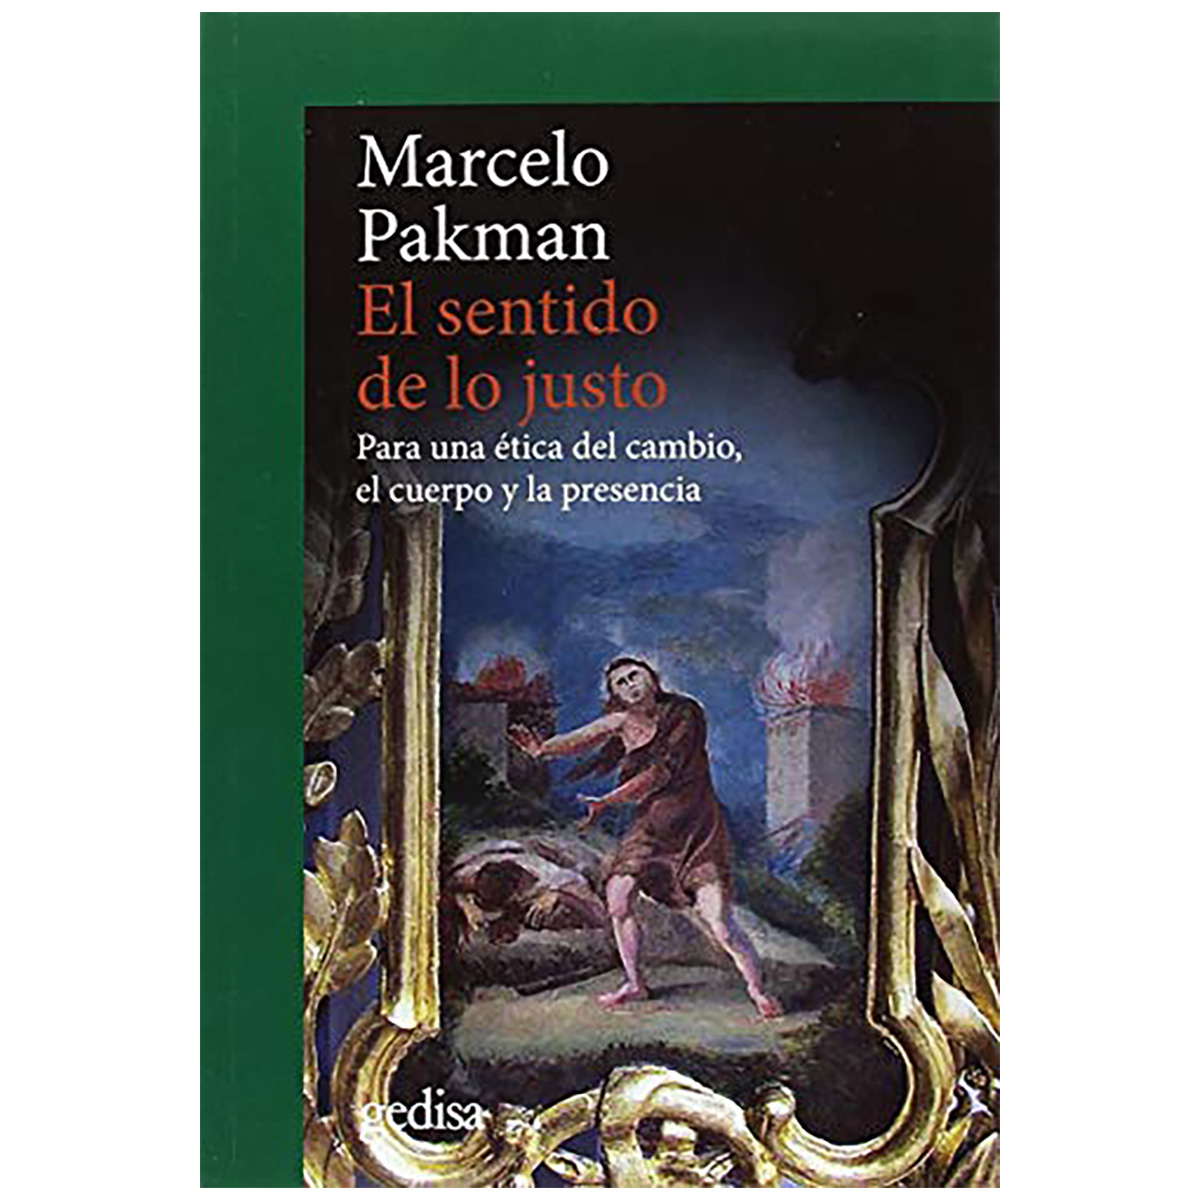 Marcelo
Pakman
El sentido
de lo justo
Para una ética del cambio,
el cuerpo y la presencia
gedisa